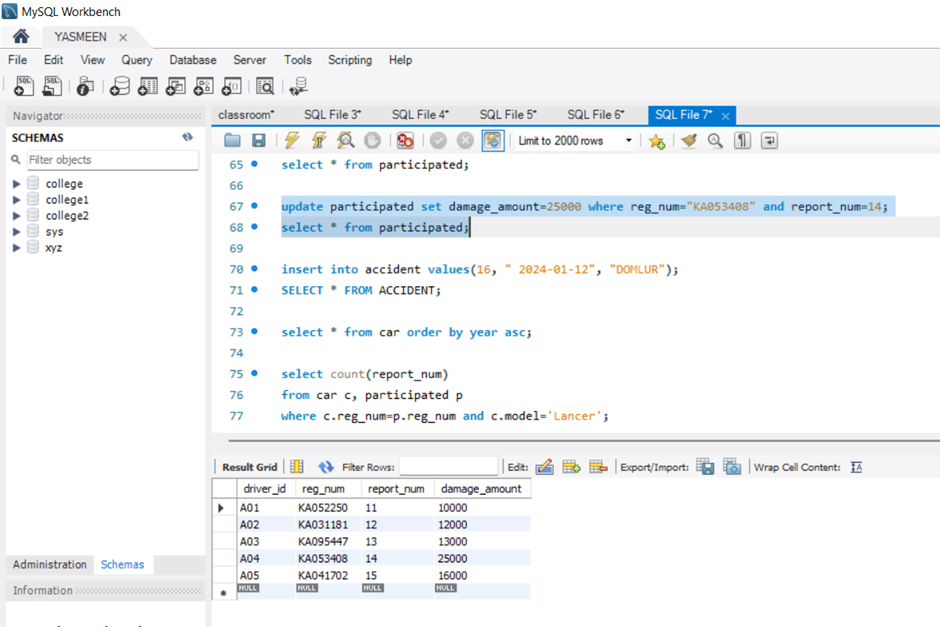 MySQL Workbench
YASMEEN
File Edit View Query Database Server Tools Scripting Help
Navigator
SCHEMAS
Filter objects
college
college1
college2
sys
xyz
Administration Schemas
Information
classroom* SQL File 3* SQL File 4* SQL File 5* SQL File 6* SQL File 7*
Limit to 2000 rows
65 select * from participated;
66
67 update participated set damage_amount=25000 where reg_num="KA053408" and report_num=14;
68 select * from participated;
69
70 insert into accident values(16, " 2024-01-12", "DOMLUR");
71 SELECT * FROM ACCIDENT;
72
73 select * from car order by year asc;
74
75 select count(report_num)
76 from car c, participated p
77 where c.reg_num=p.reg_num and c.model='Lancer';
Result Grid Filter Rows: Edit: Export/Import: Wrap Cell Content: IA
driver_id reg_num report_num damage_amount
A01 KA052250 11 10000
A02 KA031181 12 12000
A03 KA095447 13 13000
A04 KA053408 14 25000
A05 KA041702 15 16000
NULL NULL NULL NULL